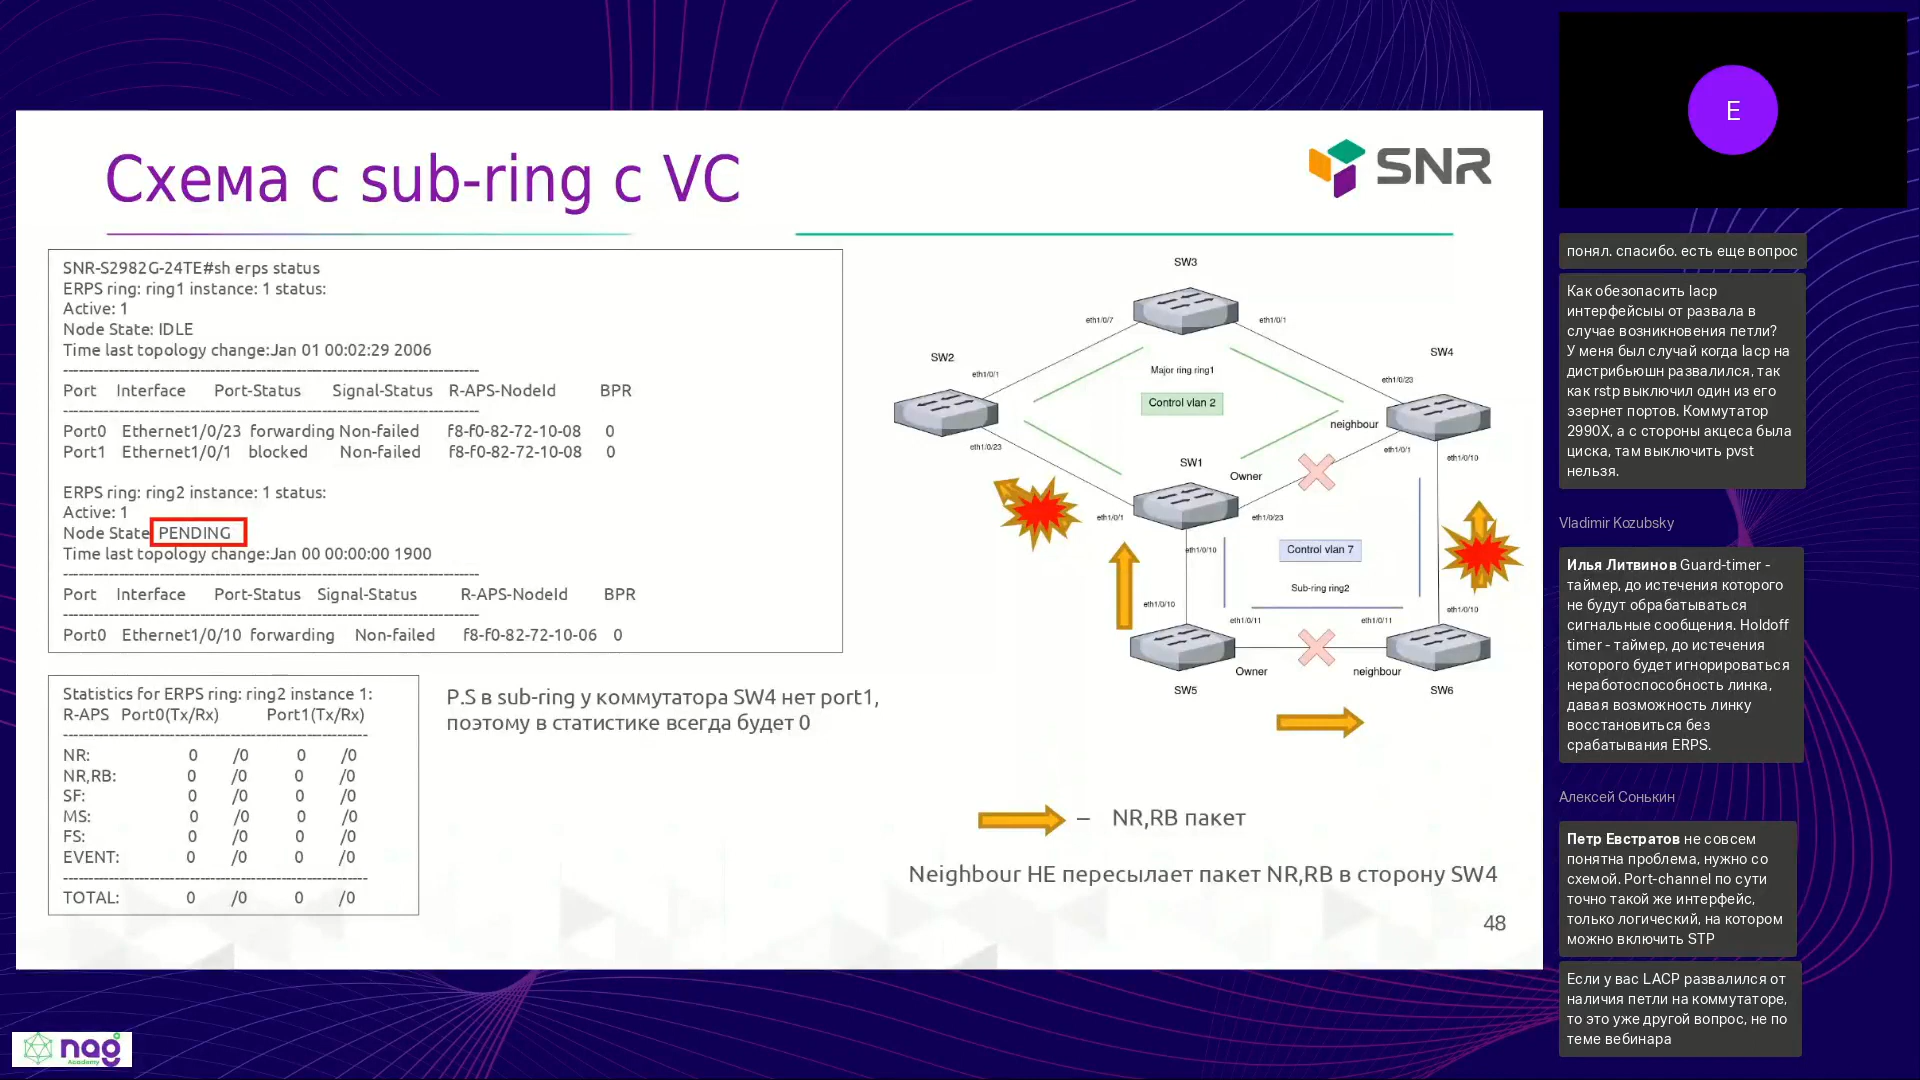 Схема с sub-ring с VC
SNR
SNR-S2982G-24TE#sh erps status
ERPS ring: ring1 instance: 1 status:
Active: 1
Node State: IDLE
Time last topology change:Jan 01 00:02:29 2006
Port Interface Port-Status Signal-Status R-APS-NodeId BPR
Port0 Ethernet1/0/23 forwarding Non-failed f8-f0-82-72-10-08 0
Port1 Ethernet1/0/1 blocked Non-failed f8-f0-82-72-10-08 0
ERPS ring: ring2 instance: 1 status:
Active: 1
Node State PENDING
Time last topology change:Jan 00 00:00:00 1900
Port Interface Port-Status Signal-Status R-APS-NodeId BPR
Port0 Ethernet1/0/10 forwarding Non-failed f8-f0-82-72-10-06 0
Statistics for ERPS ring: ring2 instance 1:
R-APS Port0(Tx/Rx) Port1(Tx/Rx)
NR: 0 /0 0 /0
NR,RB: 0 /0 0 /0
SF: 0 /0 0 /0
MS: 0 /0 0 /0
FS: 0 /0 0 /0
EVENT: 0 /0 0 /0
TOTAL: 0 /0 0 /0
P.S в sub-ring у коммутатора SW4 нет port1,
поэтому в статистике всегда будет 0
SW3
eth1/0/7
eth1/0/1
SW2
SW4
eth1/0/1
Major ring ring1
eth1/0/23
Control vlan 2
neighbour
eth1/0/23
eth1/0/1
eth1/0/10
SW1
Owner
eth1/0/1
eth1/0/23
eth1/0/10
Control vlan 7
Sub-ring ring2
eth1/0/10
eth1/0/10
eth1/0/11
eth1/0/11
Owner
neighbour
SW5
SW6
– NR,RB пакет
Neighbour НЕ пересылает пакет NR,RB в сторону SW4
48
nag
Academy
E
понял. спасибо. есть еще вопрос
Как обезопасить lacp
интерфейсыы от развала в
случае возникновения петли?
У меня был случай когда lacp на
дистрибьюшн развалился, так
как rstp выключил один из его
эзернет портов. Коммутатор
2990X, а с стороны акцеса была
циска, там выключить pvst
нельзя.
Vladimir Kozubsky
Илья Литвинов Guard-timer -
таймер, до истечения которого
не будут обрабатываться
сигнальные сообщения. Holdoff
timer - таймер, до истечения
которого будет игнорироваться
неработоспособность линка,
давая возможность линку
восстановиться без
срабатывания ERPS.
Алексей Сонькин
Петр Евстратов не совсем
понятна проблема, нужно со
схемой. Port-channel по сути
точно такой же интерфейс,
только логический, на котором
можно включить STP
Если у вас LACP развалился от
наличия петли на коммутаторе,
то это уже другой вопрос, не по
теме вебинара